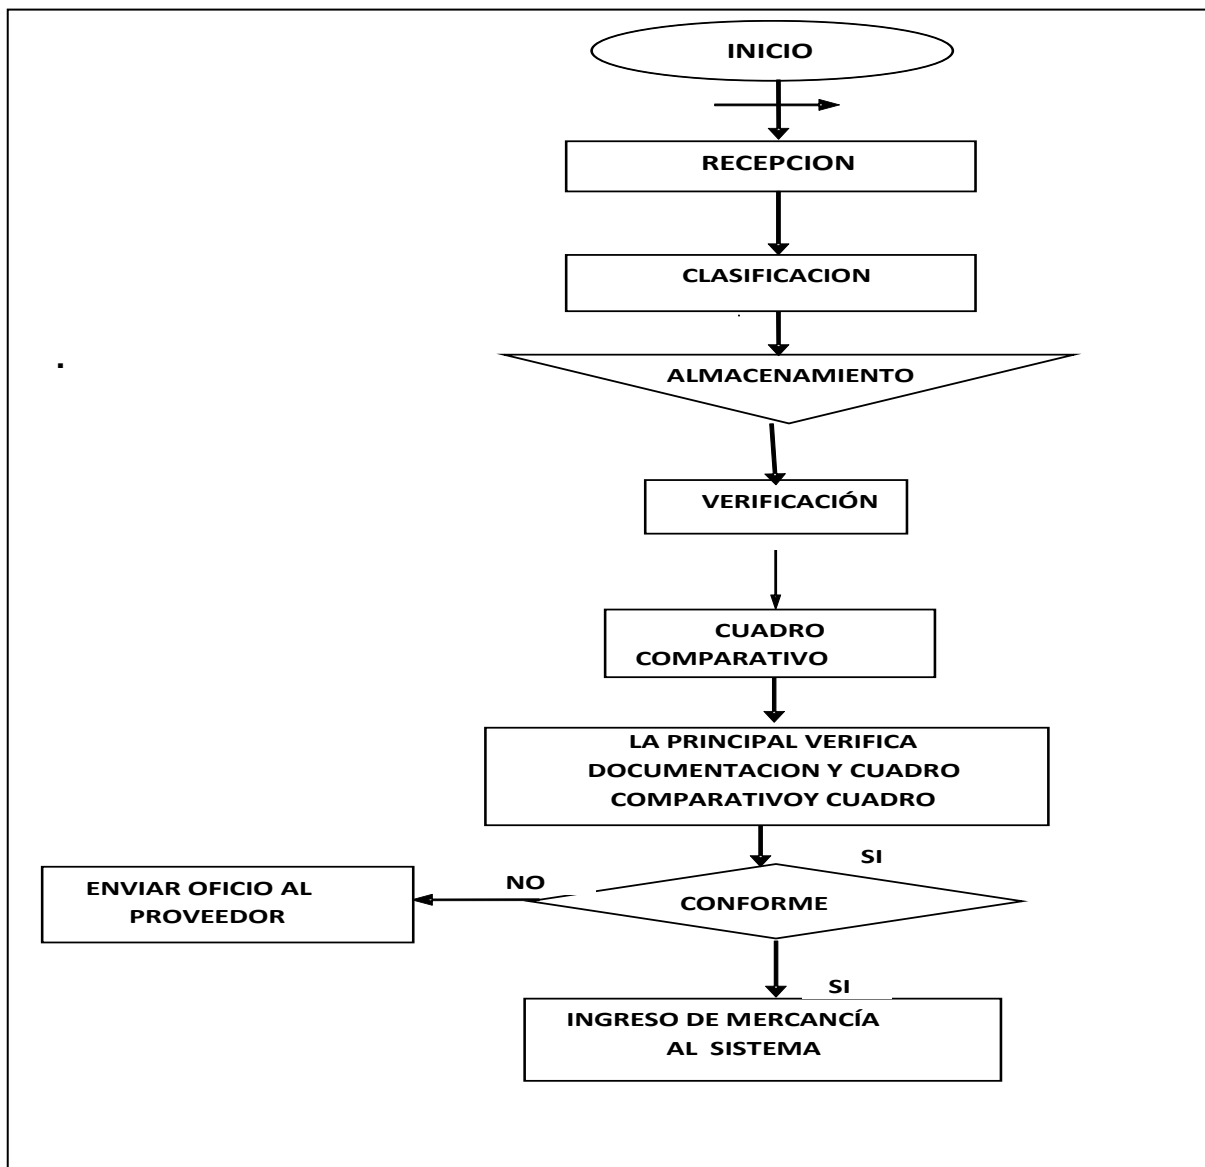 INICIO
RECEPCION
CLASIFICACION
.
.
ALMACENAMIENTO
VERIFICACIÓN
CUADRO
COMPARATIVO
LA PRINCIPAL VERIFICA
DOCUMENTACION Y CUADRO
COMPARATIVOY CUADRO
SI
NO
ENVIAR OFICIO AL
PROVEEDOR
CONFORME
SI
INGRESO DE MERCANCÍA
AL SISTEMA